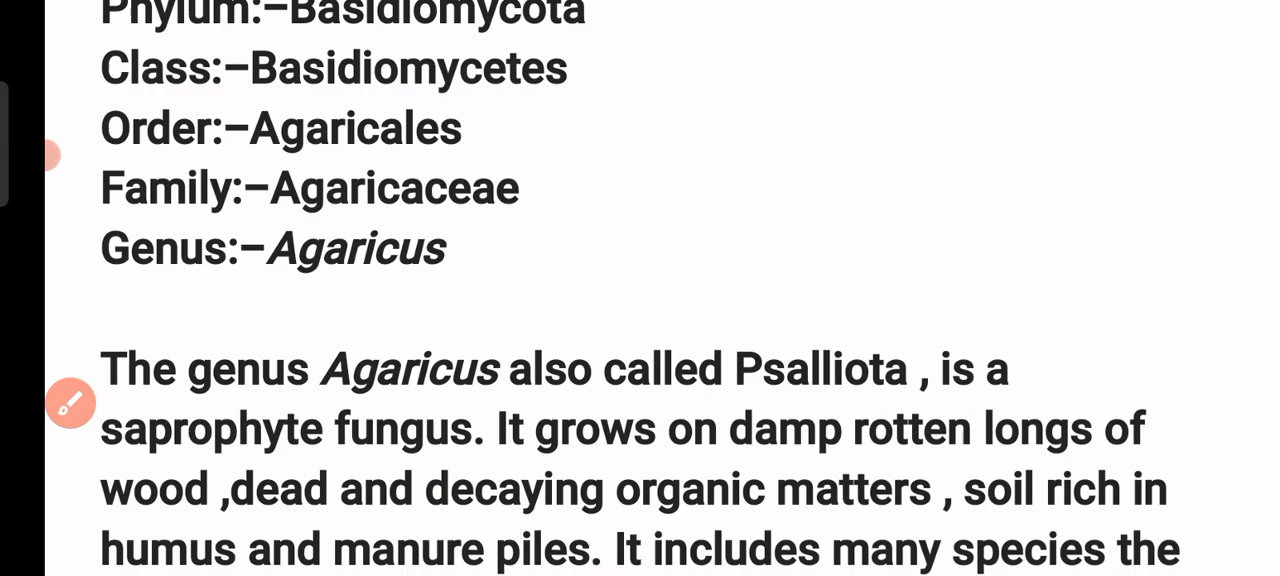 Phylum:–Basidiomycota
Class:–Basidiomycetes
Order:–Agaricales
Family:–Agaricaceae
Genus:–Agaricus
The genus Agaricus also called Psalliota , is a
saprophyte fungus. It grows on damp rotten longs of
wood ,dead and decaying organic matters , soil rich in
humus and manure piles. It includes many species the